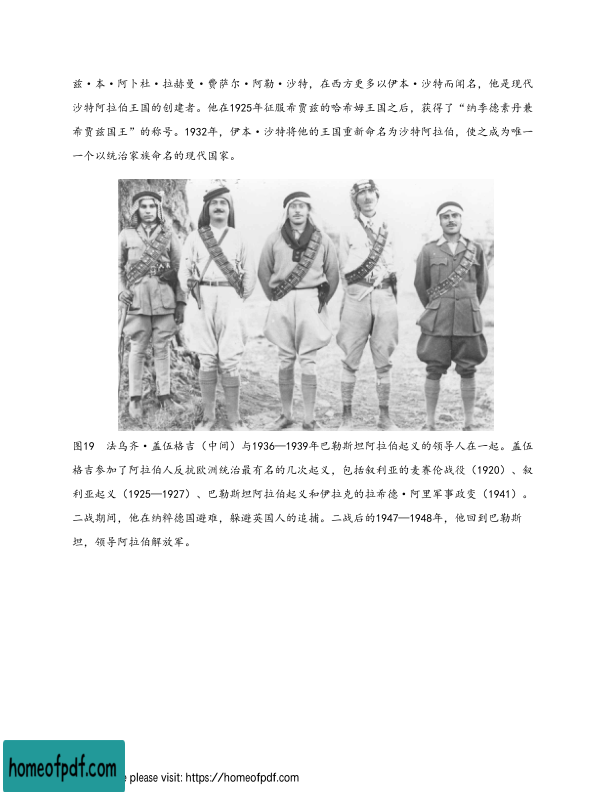 兹·本·阿卜社·拉赫曼·费萨尔·阿勒·沙特，在西方更多以伊本·沙特而闻名，他是现代
沙特阿拉伯王国的创建者。他在1925年征服希贾兹的哈希姆王国之后，获得了“纳季德素丹兼
希贾兹国王”的称号。1932年，伊本·沙特将他的王国重新命名为沙特阿拉伯，使之成为唯一
一个以统治家族命名的现代国家。
图19 法乌齐·盖伍格吉（中间）与1936—1939年巴勒斯坦阿拉伯起义的领导人在一起。盖伍
格吉参加了阿拉伯人反抗欧洲统治最有名的几次起义，包括叙利亚的麦赛伦战役（1920）、叙
利亚起义（1925—1927）、巴勒斯坦阿拉伯起义和伊拉克的拉希德·阿里军事政变（1941）。
二战期间，他在纳粹德国避难，躲避英国人的追捕。二战后的1947—1948年，他回到巴勒斯
坦，领导阿拉伯解放军。
homeofpdf.com
e please visit: https://homeofpdf.com